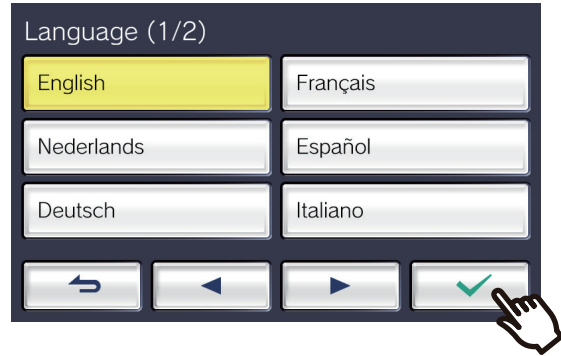 Language (1/2)
English
Français
Nederlands
Español
Deutsch
Italiano